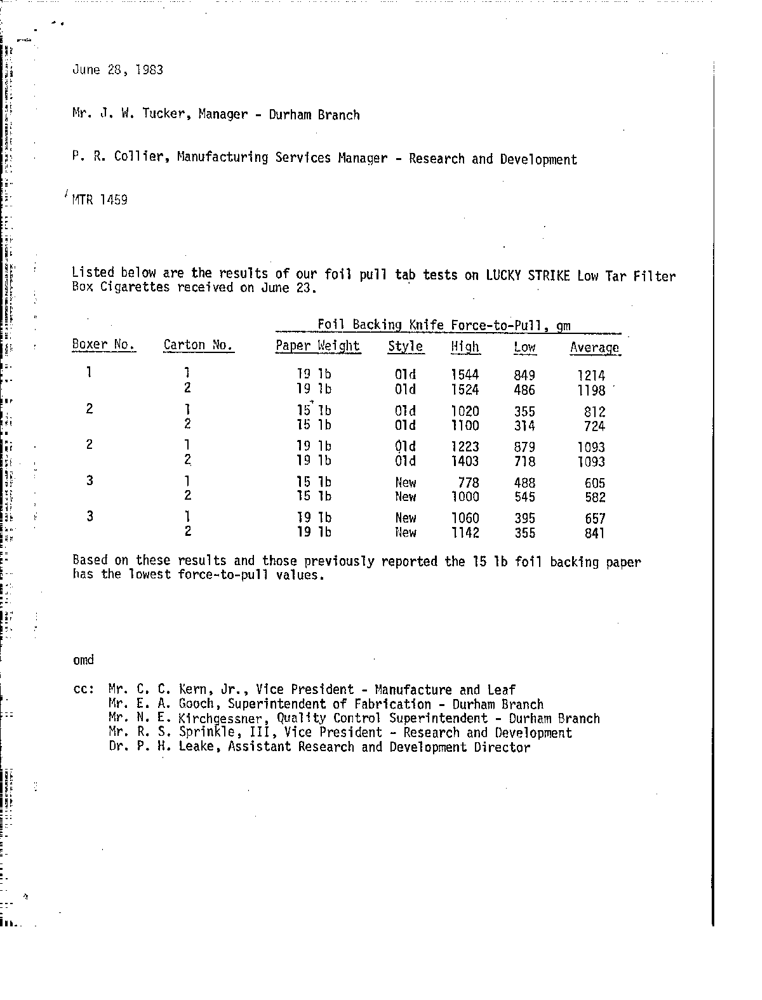 June 28, 1983
Mr. J. W. Tucker, Manager - Durham Branch
P. R. Collier, Manufacturing Services Manager - Research and Development
MTR 1459
Listed below are the results of our foil pull tab tests on LUCKY STRIKE Low Tar Filter
Box Cigarettes received on June 23.
Foil Backing Knife Force-to-Pull, gm
Boxer No. Carton No. Paper Weight Style High Low Average
1 1 19 lb Old 1544 849 1214
2 19 lb Old 1524 486 1198
2 1 15 lb Old 1020 355 812
2 15 lb Old 1100 314 724
2 1 19 lb Old 1223 879 1093
2 19 lb Old 1403 718 1093
3 1 15 lb New 778 488 605
2 15 lb New 1000 545 582
3 1 19 lb New 1060 395 657
2 19 lb New 1142 355 841
Based on these results and those previously reported the 15 lb foil backing paper
has the lowest force-to-pull values.
omd
cc: Mr. C. C. Kern, Jr., Vice President - Manufacture and Leaf
Mr. E. A. Gooch, Superintendent of Fabrication - Durham Branch
Mr. N. E. Kirchgessner, Quality Control Superintendent - Durham Branch
Mr. R. S. Sprinkle, III, Vice President - Research and Development
Dr. P. H. Leake, Assistant Research and Development Director